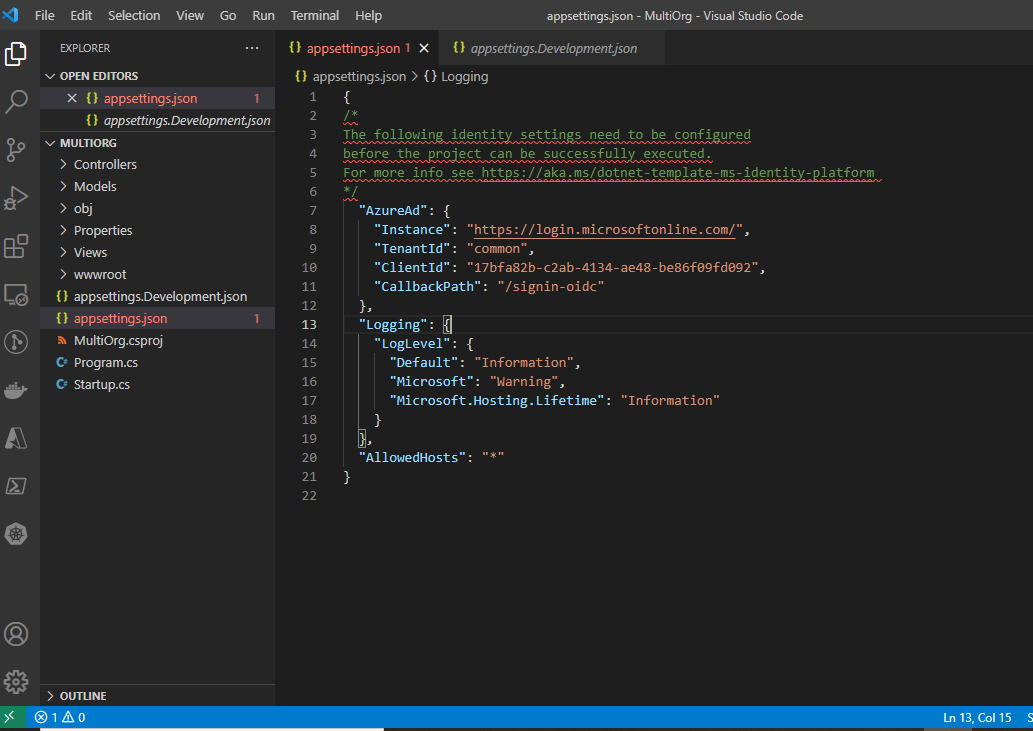 File Edit Selection View Go Run Terminal Help appsettings.json - MultiOrg - Visual Studio Code
EXPLORER ···
OPEN EDITORS
appsettings.json 1
appsettings.Development.json
MULTIORG
Controllers
Models
obj
Properties
Views
wwwroot
appsettings.Development.json
appsettings.json 1
MultiOrg.csproj
Program.cs
Startup.cs
OUTLINE
{} appsettings.json 1 {} appsettings.Development.json
{} appsettings.json > {} Logging
1 {
2 /*
3 The following identity settings need to be configured
4 before the project can be successfully executed.
5 For more info see https://aka.ms/dotnet-template-ms-identity-platform
6 */
7 "AzureAd": {
8 "Instance": "https://login.microsoftonline.com/",
9 "TenantId": "common",
10 "ClientId": "17bfa82b-c2ab-4134-ae48-be86f09fd092",
11 "CallbackPath": "/signin-oidc"
12 },
13 "Logging": {
14 "LogLevel": {
15 "Default": "Information",
16 "Microsoft": "Warning",
17 "Microsoft.Hosting.Lifetime": "Information"
18 }
19 },
20 "AllowedHosts": "*"
21 }
22
1 0 Ln 13, Col 15 S